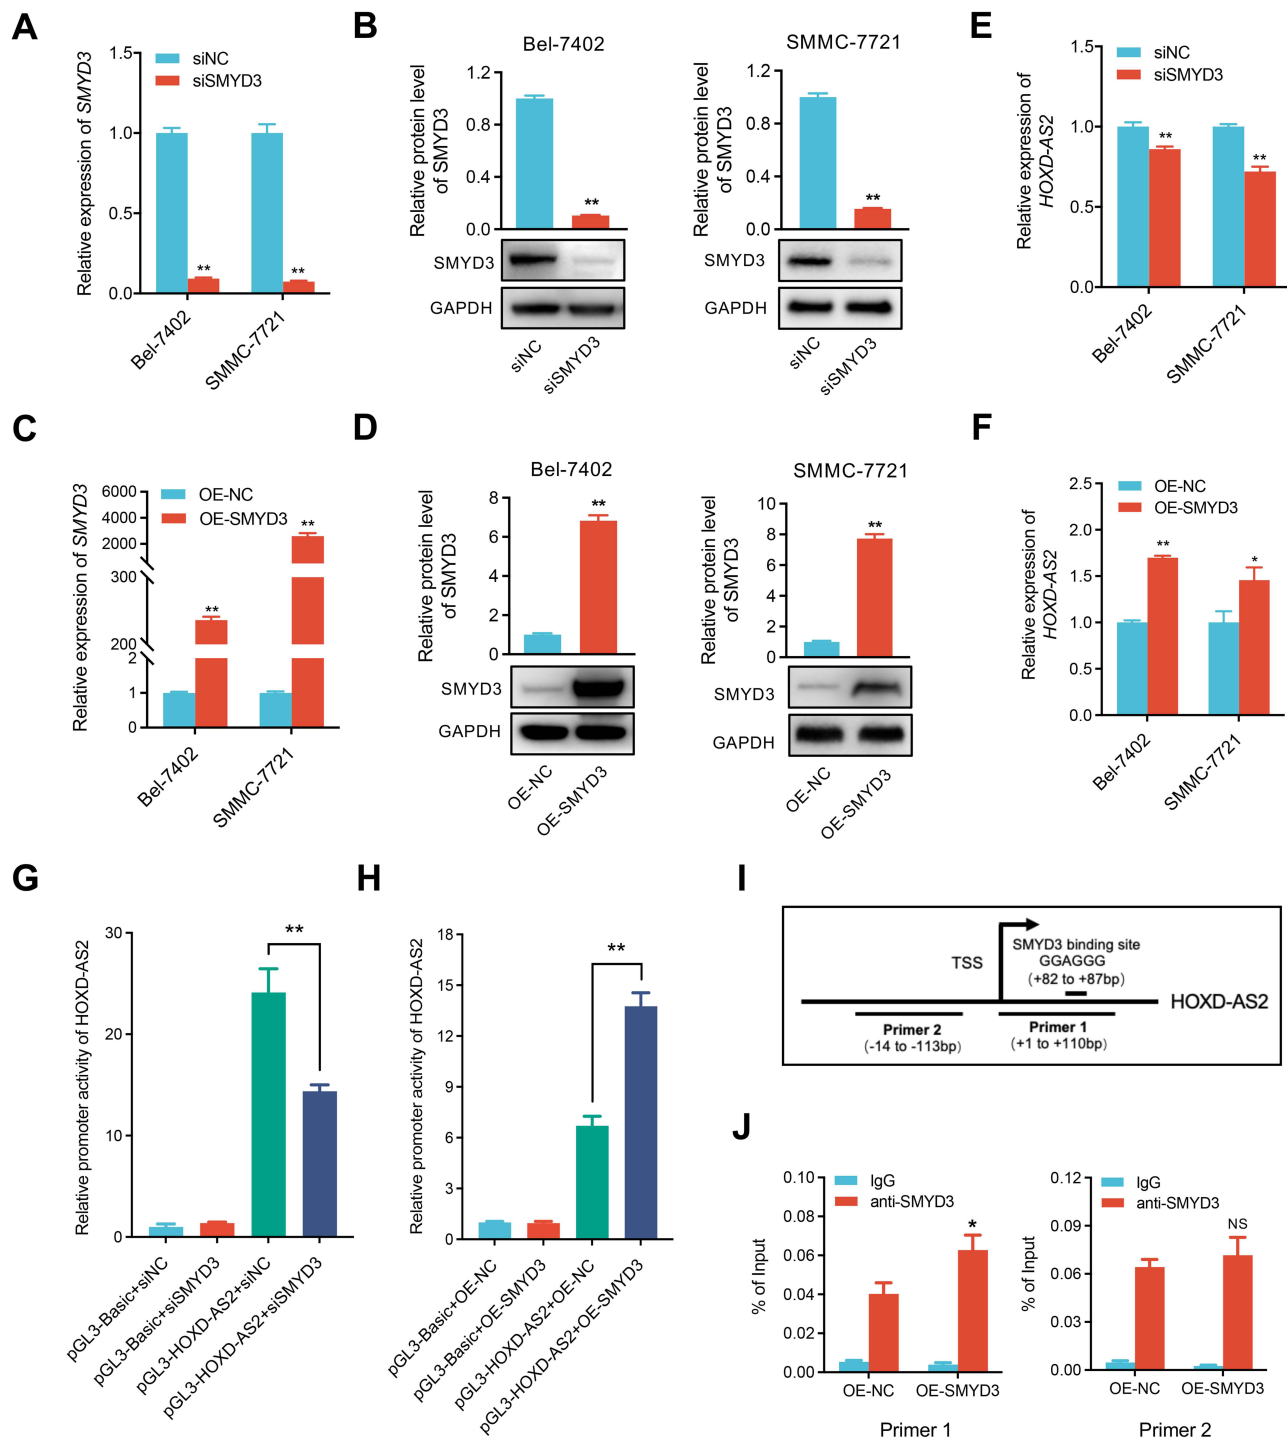 A
Relative expression of SMYD3
1.5
1.0
0.5
0.0
siNC
siSMYD3
**
**
Bel-7402
SMMC-7721
B
Bel-7402
Relative protein level
of SMYD3
1.2
0.8
0.4
0.0
**
SMYD3
GAPDH
siNC
siSMYD3
SMMC-7721
Relative protein level
of SMYD3
1.2
0.8
0.4
0.0
**
SMYD3
GAPDH
siNC
siSMYD3
E
Relative expression of
HOXD-AS2
1.5
1.0
0.5
0.0
siNC
siSMYD3
**
**
Bel-7402
SMMC-7721
C
Relative expression of SMYD3
6000
4000
2000
300
200
2
1
0
OE-NC
OE-SMYD3
**
**
Bel-7402
SMMC-7721
D
Bel-7402
Relative protein level
of SMYD3
8
6
4
2
0
**
SMYD3
GAPDH
OE-NC
OE-SMYD3
SMMC-7721
Relative protein level
of SMYD3
10
8
6
4
2
0
**
SMYD3
GAPDH
OE-NC
OE-SMYD3
F
Relative expression of
HOXD-AS2
2.5
2.0
1.5
1.0
0.5
0.0
OE-NC
OE-SMYD3
**
*
Bel-7402
SMMC-7721
G
Relative promoter activity of HOXD-AS2
30
20
10
0
**
pGL3-Basic+siNC
pGL3-Basic+siSMYD3
pGL3-HOXD-AS2+siNC
pGL3-HOXD-AS2+siSMYD3
H
Relative promoter activity of HOXD-AS2
18
15
12
9
6
3
0
**
pGL3-Basic+OE-NC
pGL3-Basic+OE-SMYD3
pGL3-HOXD-AS2+OE-NC
pGL3-HOXD-AS2+OE-SMYD3
I
TSS
SMYD3 binding site
GGAGGG
(+82 to +87bp)
HOXD-AS2
Primer 2
(-14 to -113bp)
Primer 1
(+1 to +110bp)
J
% of Input
0.10
0.08
0.06
0.04
0.02
0.00
IgG
anti-SMYD3
*
OE-NC
OE-SMYD3
Primer 1
% of Input
0.12
0.09
0.06
0.03
0.00
IgG
anti-SMYD3
NS
OE-NC
OE-SMYD3
Primer 2